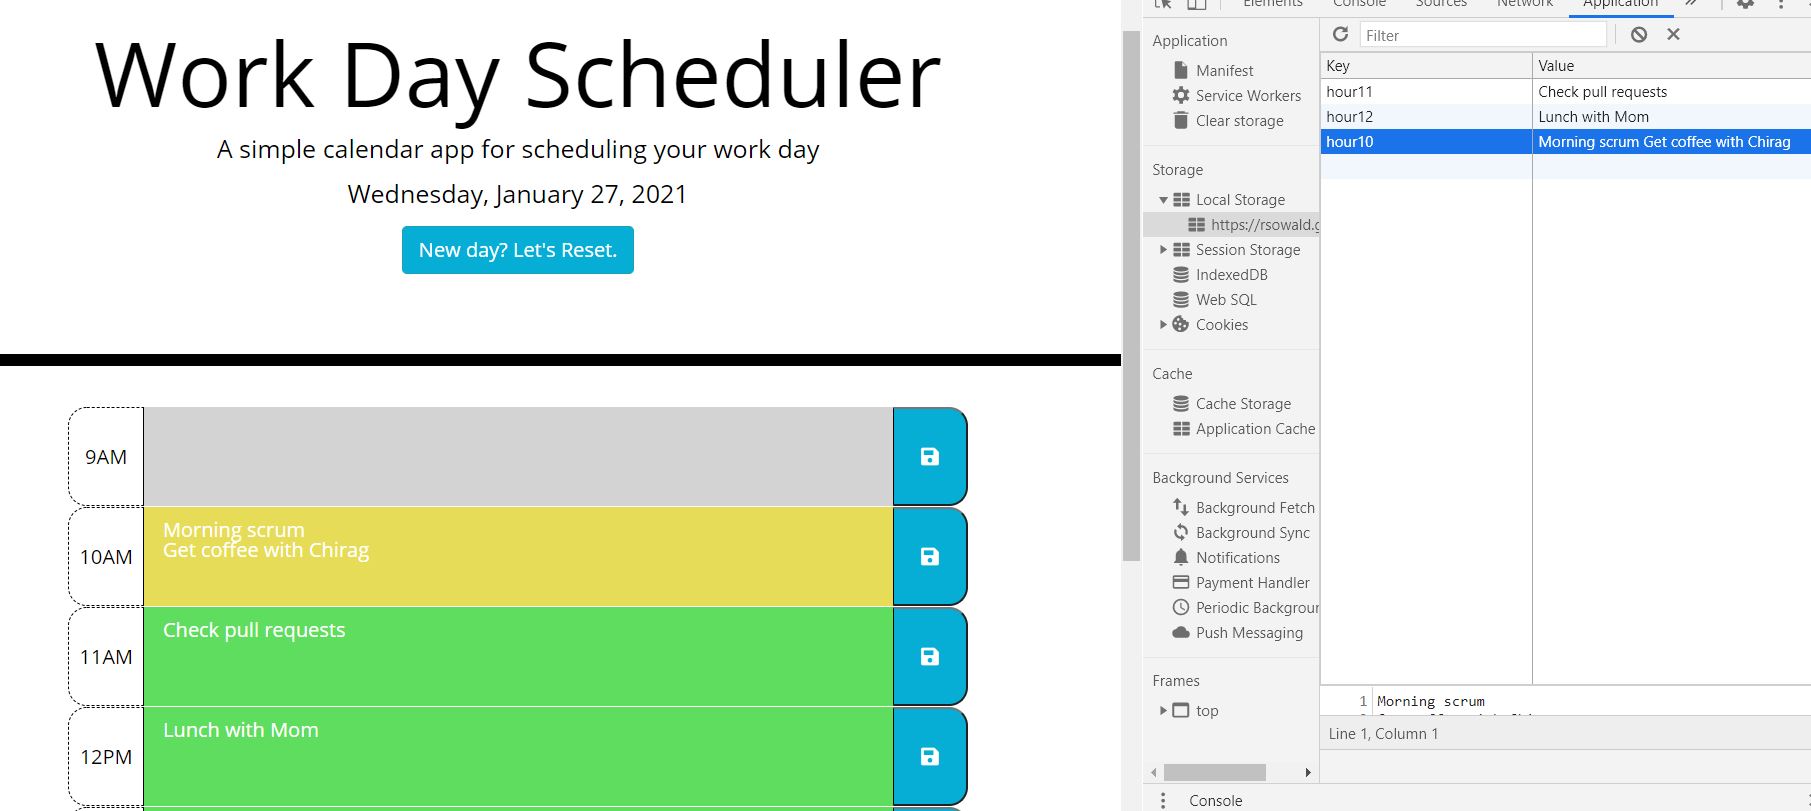 Work Day Scheduler
A simple calendar app for scheduling your work day
Wednesday, January 27, 2021
New day? Let's Reset.
9AM
10AM
Morning scrum
Get coffee with Chirag
11AM
Check pull requests
12PM
Lunch with Mom
Elements Console Sources Network Application
Application
Manifest
Service Workers
Clear storage
Storage
Local Storage
https://rsowald.g
Session Storage
IndexedDB
Web SQL
Cookies
Cache
Cache Storage
Application Cache
Background Services
Background Fetch
Background Sync
Notifications
Payment Handler
Periodic Backgrour
Push Messaging
Frames
top
Filter
Key Value
hour11 Check pull requests
hour12 Lunch with Mom
hour10 Morning scrum Get coffee with Chirag
1 Morning scrum
Line 1, Column 1
Console